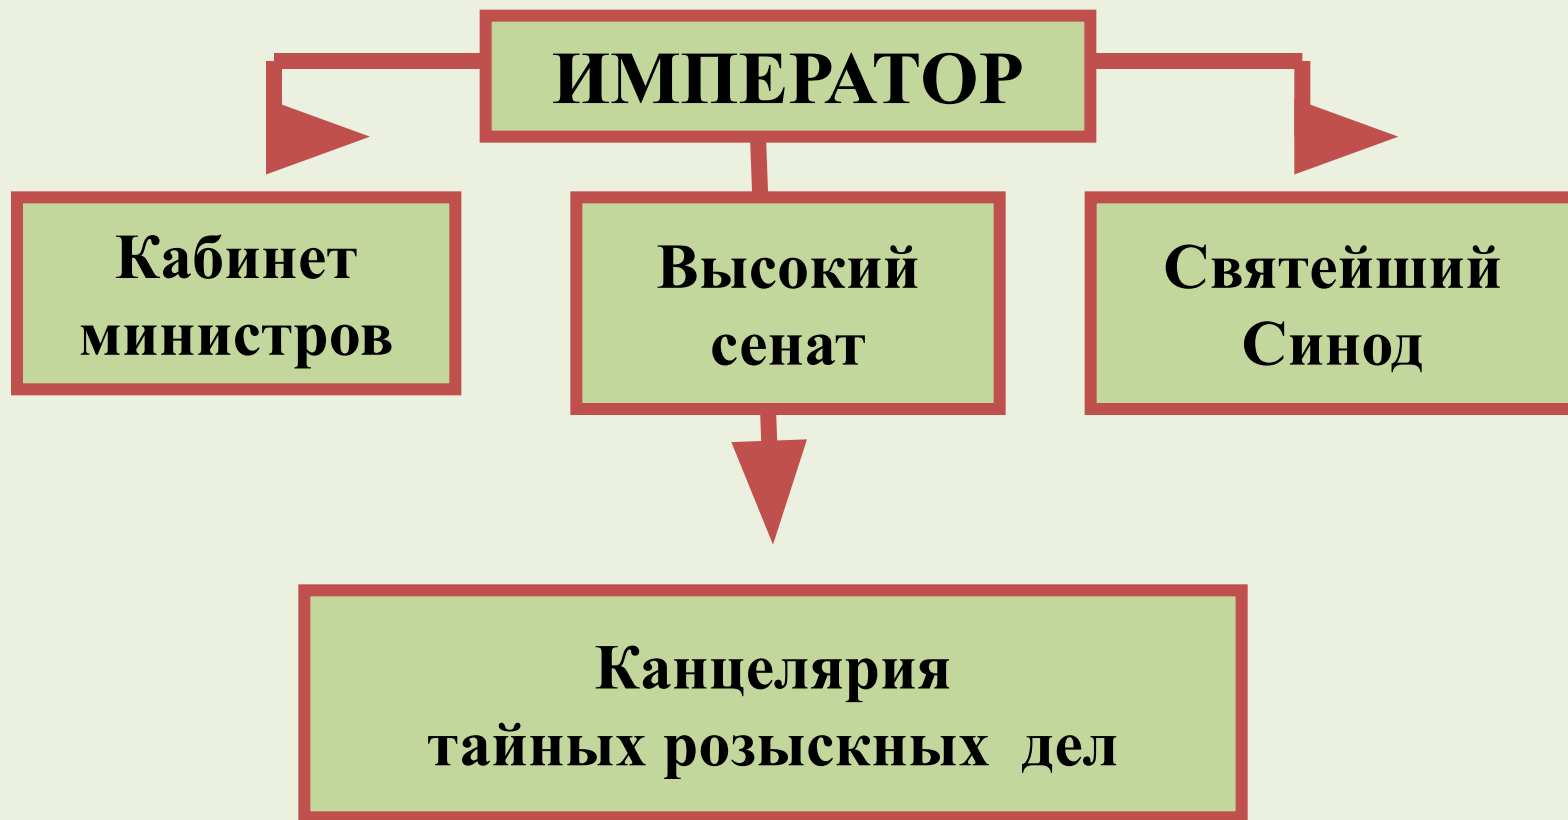 ИМПЕРАТОР
Кабинет
министров
Высокий
сенат
Святейший
Синод
Канцелярия
тайных розыскных дел